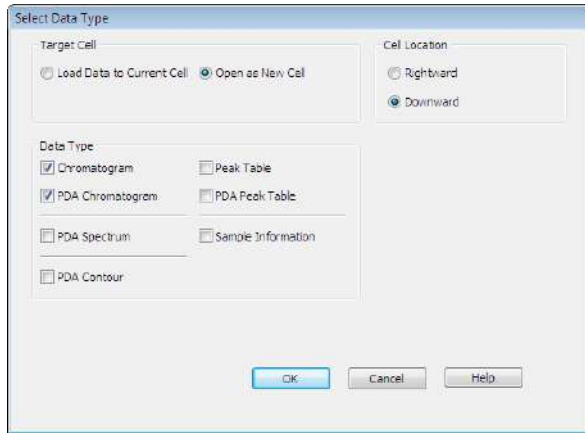 Select Data Type
Target Cell
Load Data to Current Cell Open as New Cell
Cell Location
Rightward
Downward
Data Type
Chromatogram Peak Table
PDA Chromatogram PDA Peak Table
PDA Spectrum Sample Information
PDA Contour
OK Cancel Help